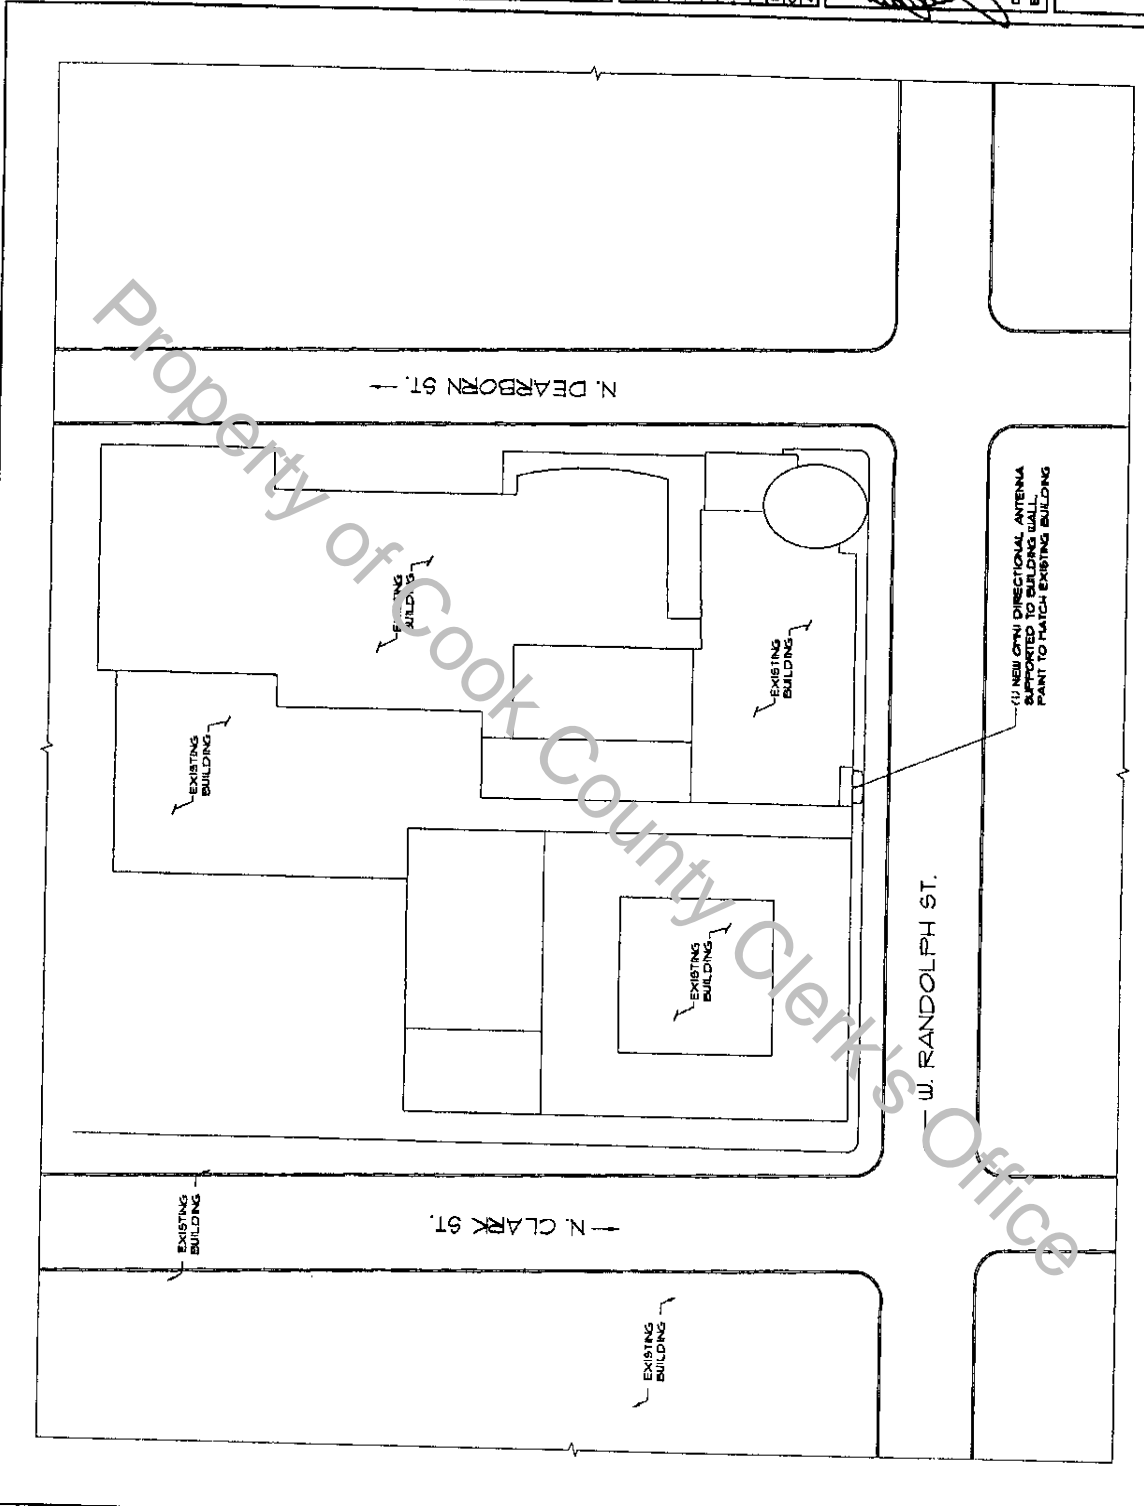 N. DEARBORN ST.
EXISTING
BUILDING
EXISTING
BUILDING
EXISTING
BUILDING
(1) NEW OMNI DIRECTIONAL ANTENNA
SUPPORTED TO BUILDING WALL,
PAINT TO MATCH EXISTING BUILDING
EXISTING
BUILDING
W. RANDOLPH ST.
N. CLARK ST.
EXISTING
BUILDING
EXISTING
BUILDING
Property of Cook County Clerk's Office